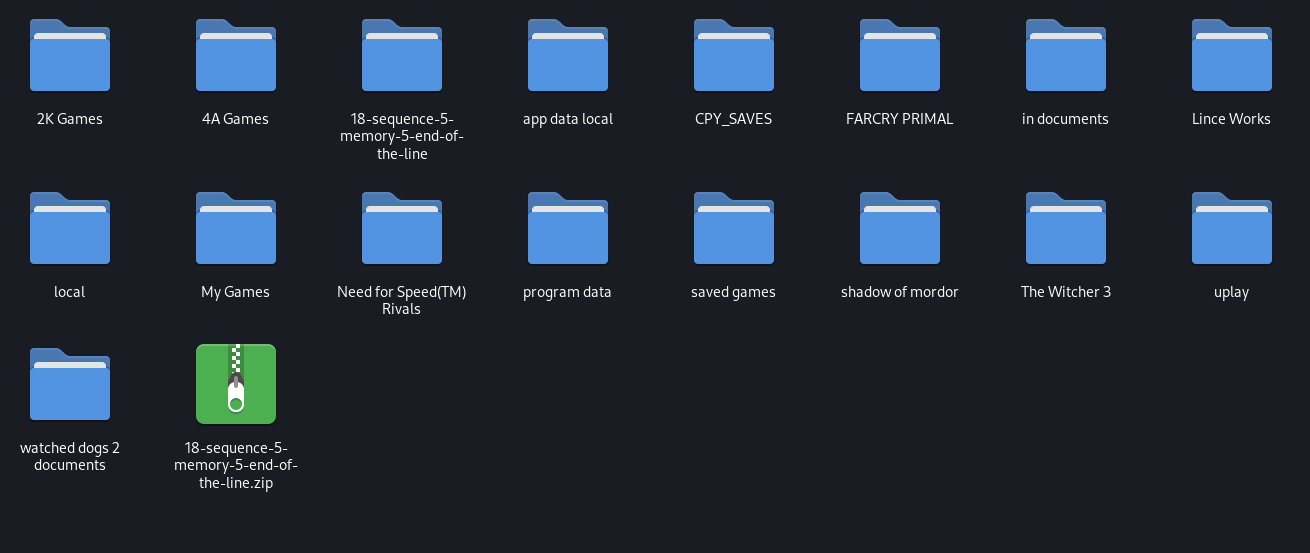 2K Games
4A Games
18-sequence-5-
memory-5-end-of-
the-line
app data local
CPY_SAVES
FARCRY PRIMAL
in documents
Lince Works
local
My Games
Need for Speed(TM)
Rivals
program data
saved games
shadow of mordor
The Witcher 3
uplay
watched dogs 2
documents
18-sequence-5-
memory-5-end-of-
the-line.zip